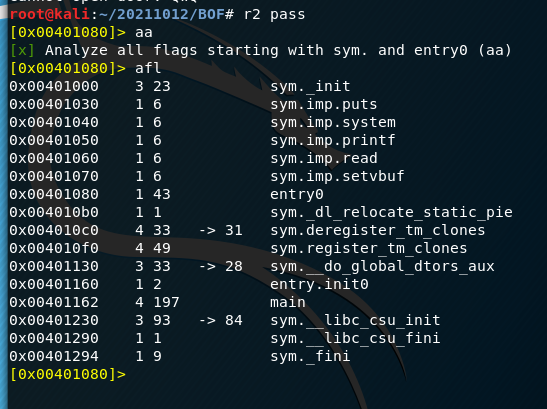 root@kali:~/20211012/BOF# r2 pass
[0x00401080]> aa
[x] Analyze all flags starting with sym. and entry0 (aa)
[0x00401080]> afl
0x00401000    3 23           sym._init
0x00401030    1 6            sym.imp.puts
0x00401040    1 6            sym.imp.system
0x00401050    1 6            sym.imp.printf
0x00401060    1 6            sym.imp.read
0x00401070    1 6            sym.imp.setvbuf
0x00401080    1 43           entry0
0x004010b0    1 1            sym._dl_relocate_static_pie
0x004010c0    4 33   -> 31   sym.deregister_tm_clones
0x004010f0    4 49           sym.register_tm_clones
0x00401130    3 33   -> 28   sym.__do_global_dtors_aux
0x00401160    1 2            entry.init0
0x00401162    4 197          main
0x00401230    3 93   -> 84   sym.__libc_csu_init
0x00401290    1 1            sym.__libc_csu_fini
0x00401294    1 9            sym._fini
[0x00401080]>